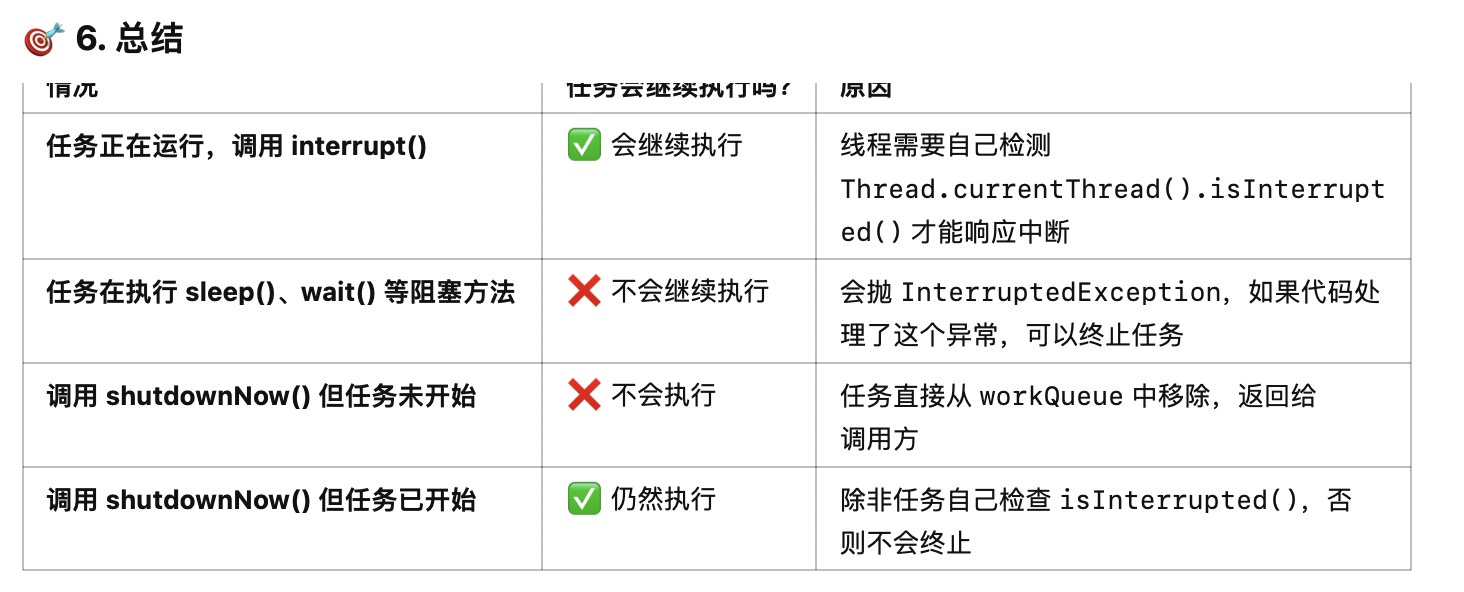 🎯 6. 总结
情况 任务会继续执行吗? 原因
任务正在运行，调用 interrupt() ✅ 会继续执行 线程需要自己检测
Thread.currentThread().isInterrupt
ed() 才能响应中断
任务在执行 sleep()、wait() 等阻塞方法 ❌ 不会继续执行 会抛 InterruptedException，如果代码处
理了这个异常，可以终止任务
调用 shutdownNow() 但任务未开始 ❌ 不会执行 任务直接从 workQueue 中移除，返回给
调用方
调用 shutdownNow() 但任务已开始 ✅ 仍然执行 除非任务自己检查 isInterrupted()，否
则不会终止